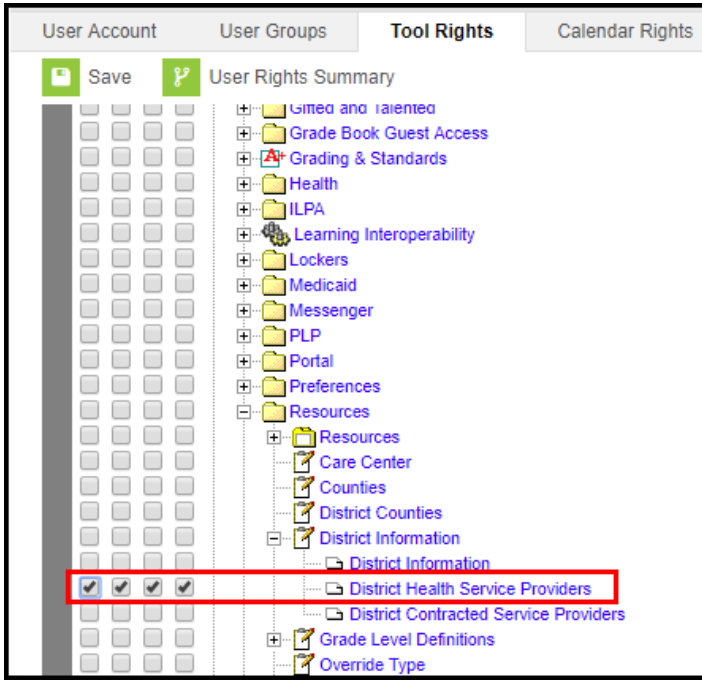 User Account User Groups Tool Rights Calendar Rights
Save User Rights Summary
Gifted and Talented
Grade Book Guest Access
A+ Grading & Standards
Health
ILPA
Learning Interoperability
Lockers
Medicaid
Messenger
PLP
Portal
Preferences
Resources
Resources
Care Center
Counties
District Counties
District Information
District Information
District Health Service Providers
District Contracted Service Providers
Grade Level Definitions
Override Type